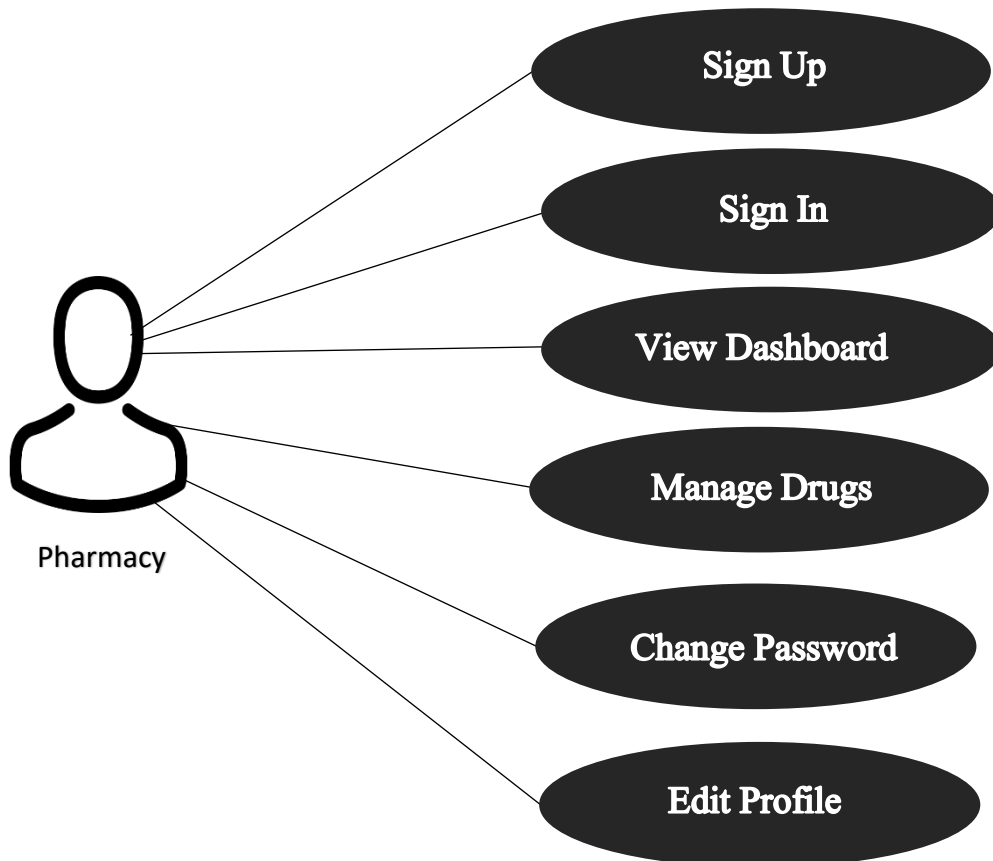 Sign Up
Sign In
View Dashboard
Manage Drugs
Pharmacy
Change Password
Edit Profile